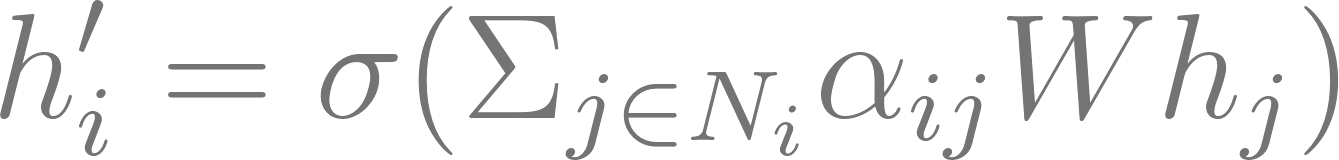 h'_i = σ(Σ_{j∈N_i} α_{ij} W h_j)